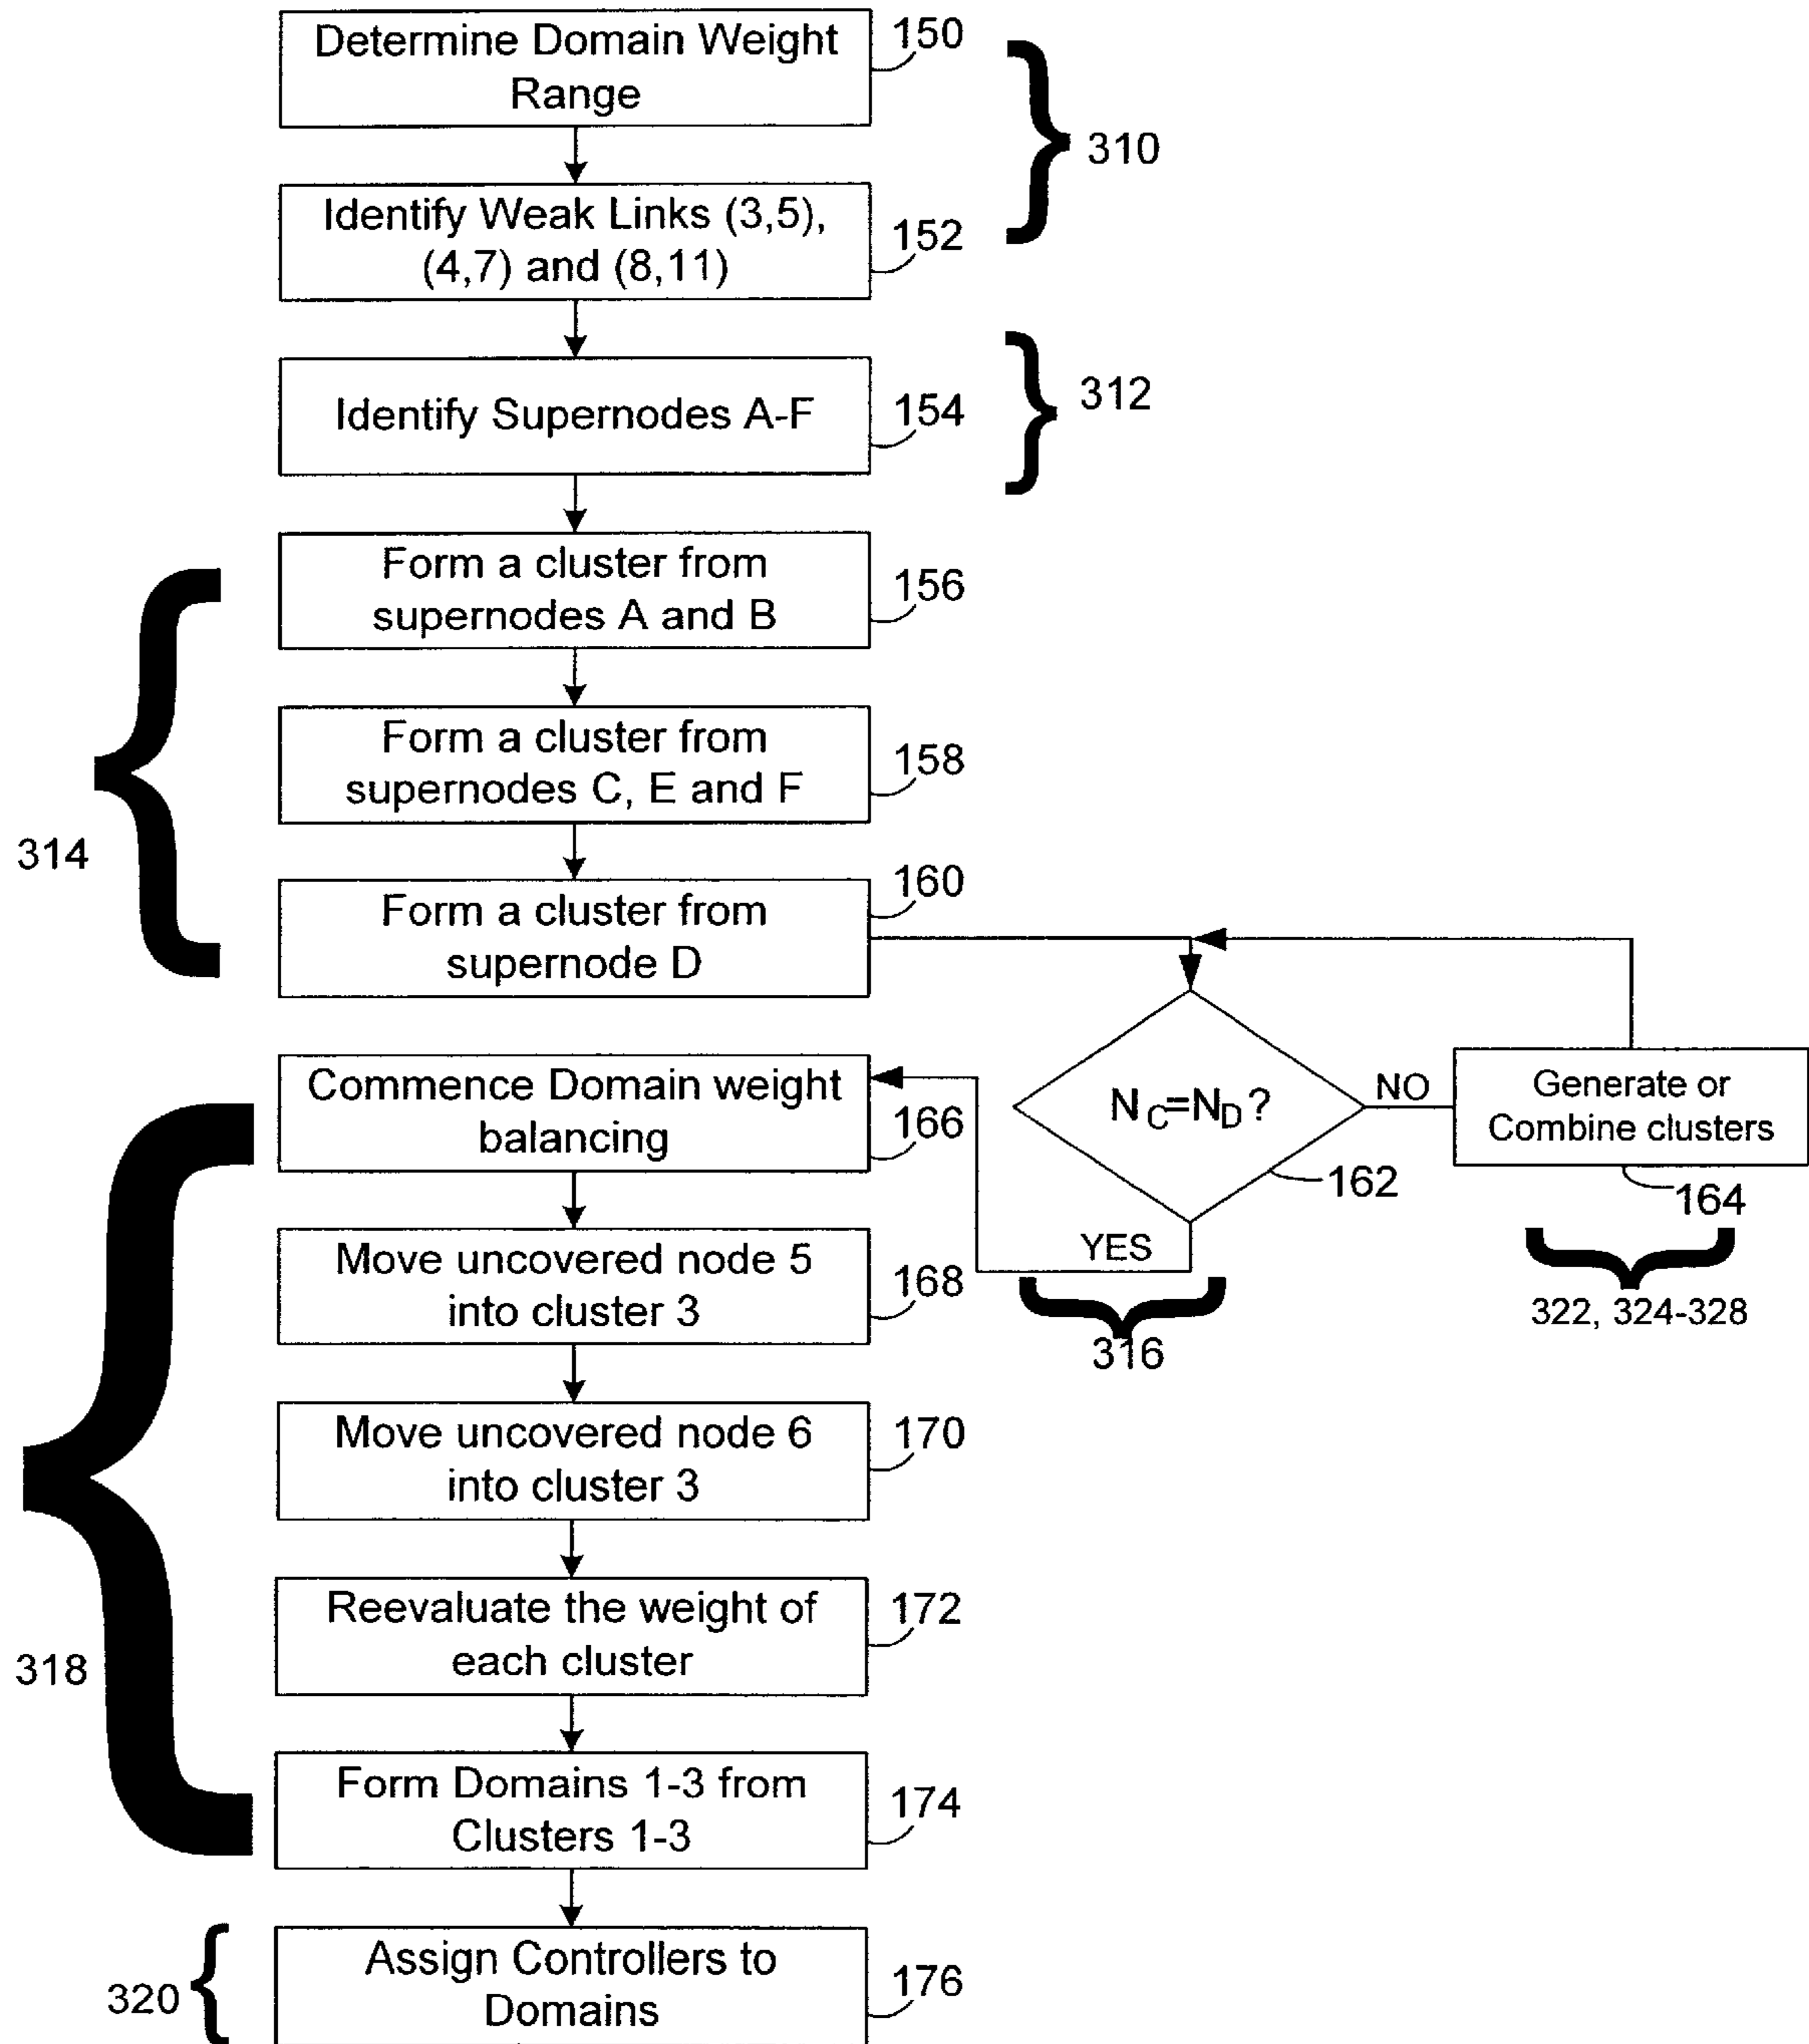 Determine Domain Weight
Range
150
310
Identify Weak Links (3,5),
(4,7) and (8,11)
152
Identify Supernodes A-F
154
312
Form a cluster from
supernodes A and B
156
Form a cluster from
supernodes C, E and F
158
314
Form a cluster from
supernode D
160
Commence Domain weight
balancing
166
N C=N D ?
162
NO
YES
316
Generate or
Combine clusters
164
322, 324-328
Move uncovered node 5
into cluster 3
168
Move uncovered node 6
into cluster 3
170
Reevaluate the weight of
each cluster
172
318
Form Domains 1-3 from
Clusters 1-3
174
Assign Controllers to
Domains
176
320